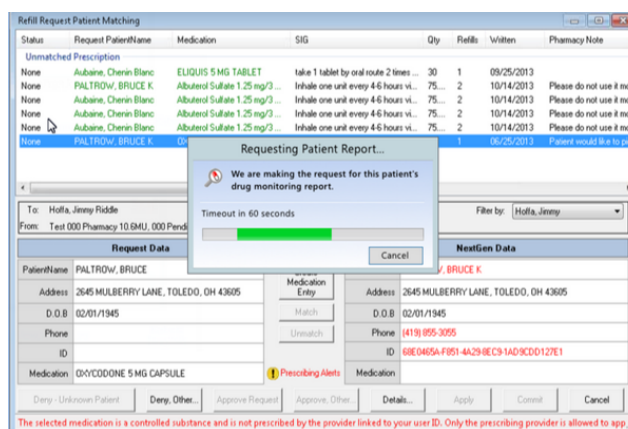 Refill Request Patient Matching
Status Request PatientName Medication SIG Qty Refills Written Pharmacy Note
Unmatched Prescription
None Aubaine, Chenin Blanc ELIQUIS 5 MG TABLET take 1 tablet by oral route 2 times ... 30 1 09/25/2013
None PALTROW, BRUCE K Albuterol Sulfate 1.25 mg/3 ... Inhale one unit every 4-6 hours vi... 75.... 2 10/14/2013 Please do not use it mo
None Aubaine, Chenin Blanc Albuterol Sulfate 1.25 mg/3 ... Inhale one unit every 4-6 hours vi... 75.... 2 10/14/2013 Please do not use it mo
None Aubaine, Chenin Blanc Albuterol Sulfate 1.25 mg/3 ... Inhale one unit every 4-6 hours vi... 75.... 2 10/14/2013 Please do not use it mo
None Aubaine, Chenin Blanc Albuterol Sulfate 1.25 mg/3 ... Inhale one unit every 4-6 hours vi... 75.... 2 10/14/2013 Please do not use it mo
None PALTROW, BRUCE K 1 06/25/2013 Patient would like to pi
Requesting Patient Report...
We are making the request for this patient's
drug monitoring report.
Timeout in 60 seconds
Cancel
To: Hoffa, Jimmy Riddle Filter by: Hoffa, Jimmy
From: Test 000 Pharmacy 10.6MU, 000 Pendi
Request Data NextGen Data
PatientName PALTROW, BRUCE BRUCE K
Address 2645 MULBERRY LANE, TOLEDO, OH 43605 Medication Entry Address 2645 MULBERRY LANE, TOLEDO, OH 43605
D.O.B 02/01/1945 Match D.O.B 02/01/1945
Phone Unmatch Phone (419) 855-3055
ID ID 68E0465A-F851-4A29-8EC9-1AD9CDD127E1
Medication OXYCODONE 5 MG CAPSULE Prescribing Alerts Medication
Deny - Unknown Patient Deny, Other... Approve Request Approve, Other... Details... Apply Commit Cancel
The selected medication is a controlled substance and is not prescribed by the provider linked to your user ID. Only the prescribing provider is allowed to app